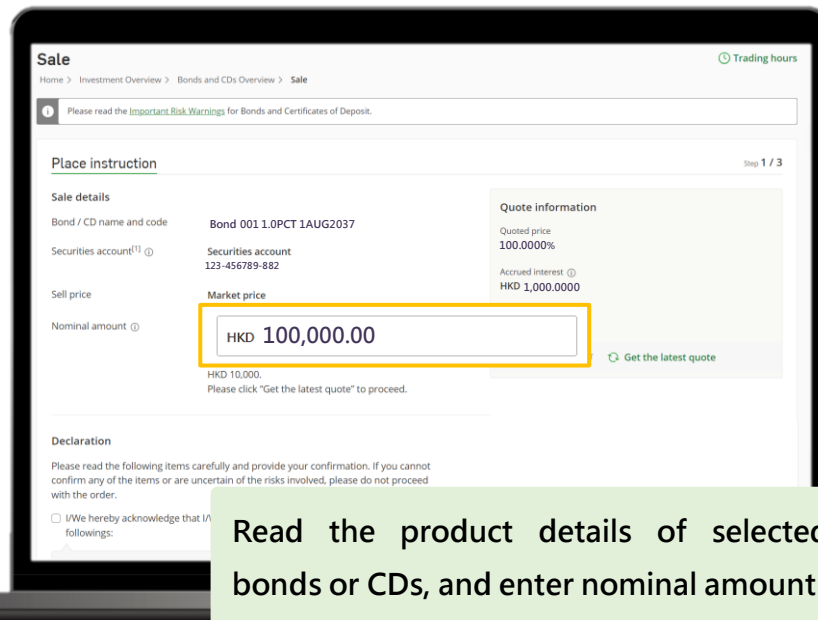 Sale
Trading hours
Home > Investment Overview > Bonds and CDs Overview > Sale
Please read the Important Risk Warnings for Bonds and Certificates of Deposit.
Place instruction
Step 1 / 3
Sale details
Bond / CD name and code
Bond 001 1.0PCT 1AUG2037
Securities account[1]
Securities account
123-456789-882
Sell price
Market price
Nominal amount
HKD 100,000.00
HKD 10,000.
Please click "Get the latest quote" to proceed.
Quote information
Quoted price
100.0000%
Accrued interest
HKD 1,000.0000
Get the latest quote
Declaration
Please read the following items carefully and provide your confirmation. If you cannot
confirm any of the items or are uncertain of the risks involved, please do not proceed
with the order.
I/We hereby acknowledge that
followings:
Read the product details of selected
bonds or CDs, and enter nominal amount